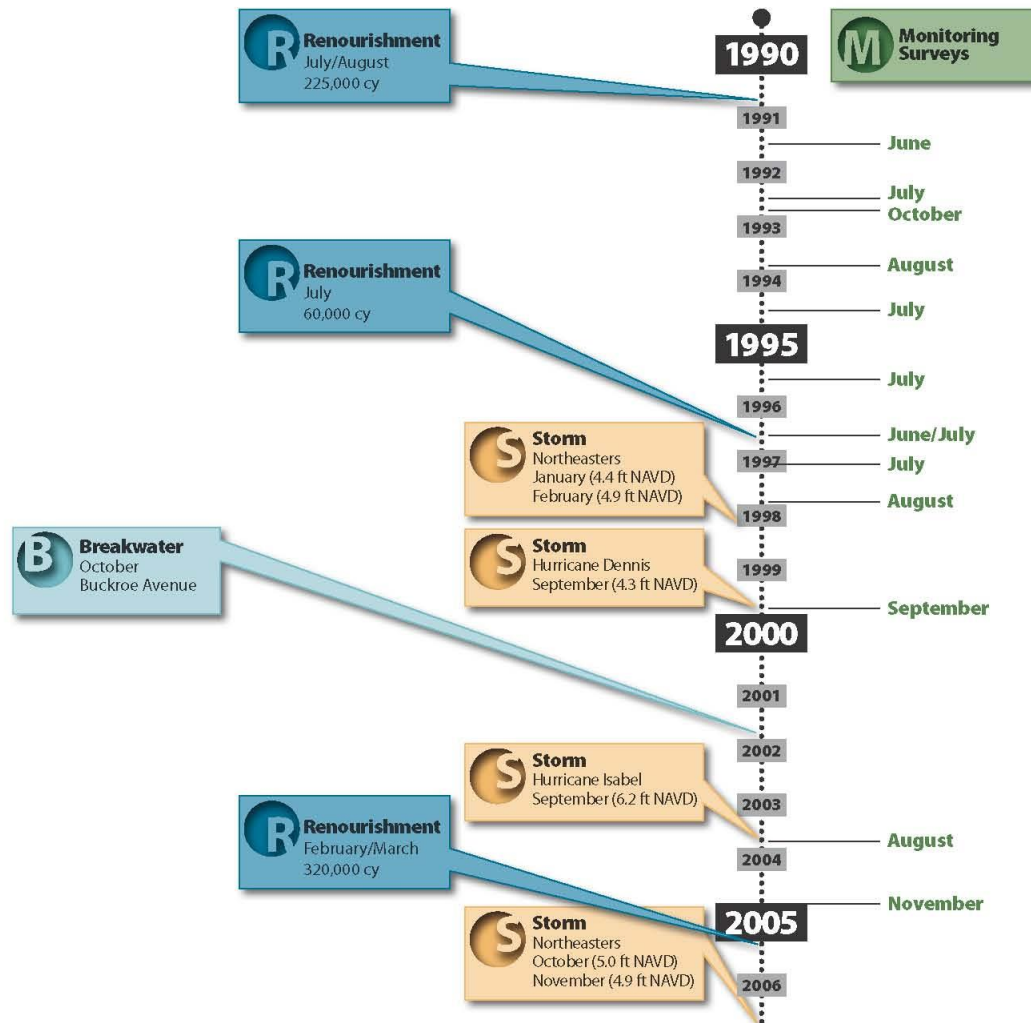 R
Renourishment
July/August
225,000 cy
1990
M
Monitoring
Surveys
1991
June
1992
July
October
1993
R
Renourishment
July
60,000 cy
August
1994
July
1995
July
1996
June/July
S
Storm
Northeasters
January (4.4 ft NAVD)
February (4.9 ft NAVD)
1997
July
August
1998
B
Breakwater
October
Buckroe Avenue
S
Storm
Hurricane Dennis
September (4.3 ft NAVD)
1999
September
2000
2001
2002
S
Storm
Hurricane Isabel
September (6.2 ft NAVD)
2003
R
Renourishment
February/March
320,000 cy
August
2004
November
2005
S
Storm
Northeasters
October (5.0 ft NAVD)
November (4.9 ft NAVD)
2006